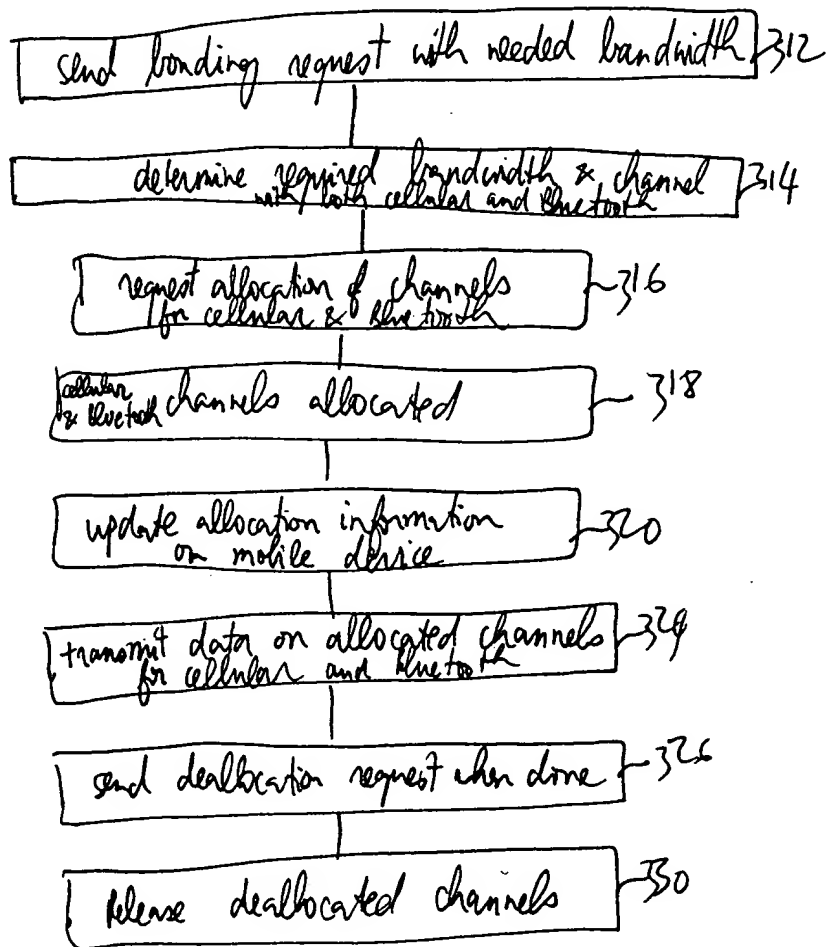 send bonding request with needed bandwidth 312
determine required bandwidth & channel 314
with both cellular and Bluetooth
request allocation of channels 316
for cellular & Bluetooth
cellular
& Bluetooth channels allocated 318
update allocation information
on mobile device 320
transmit data on allocated channels 324
for cellular and Bluetooth
send deallocation request when done 326
Release deallocated channels 330